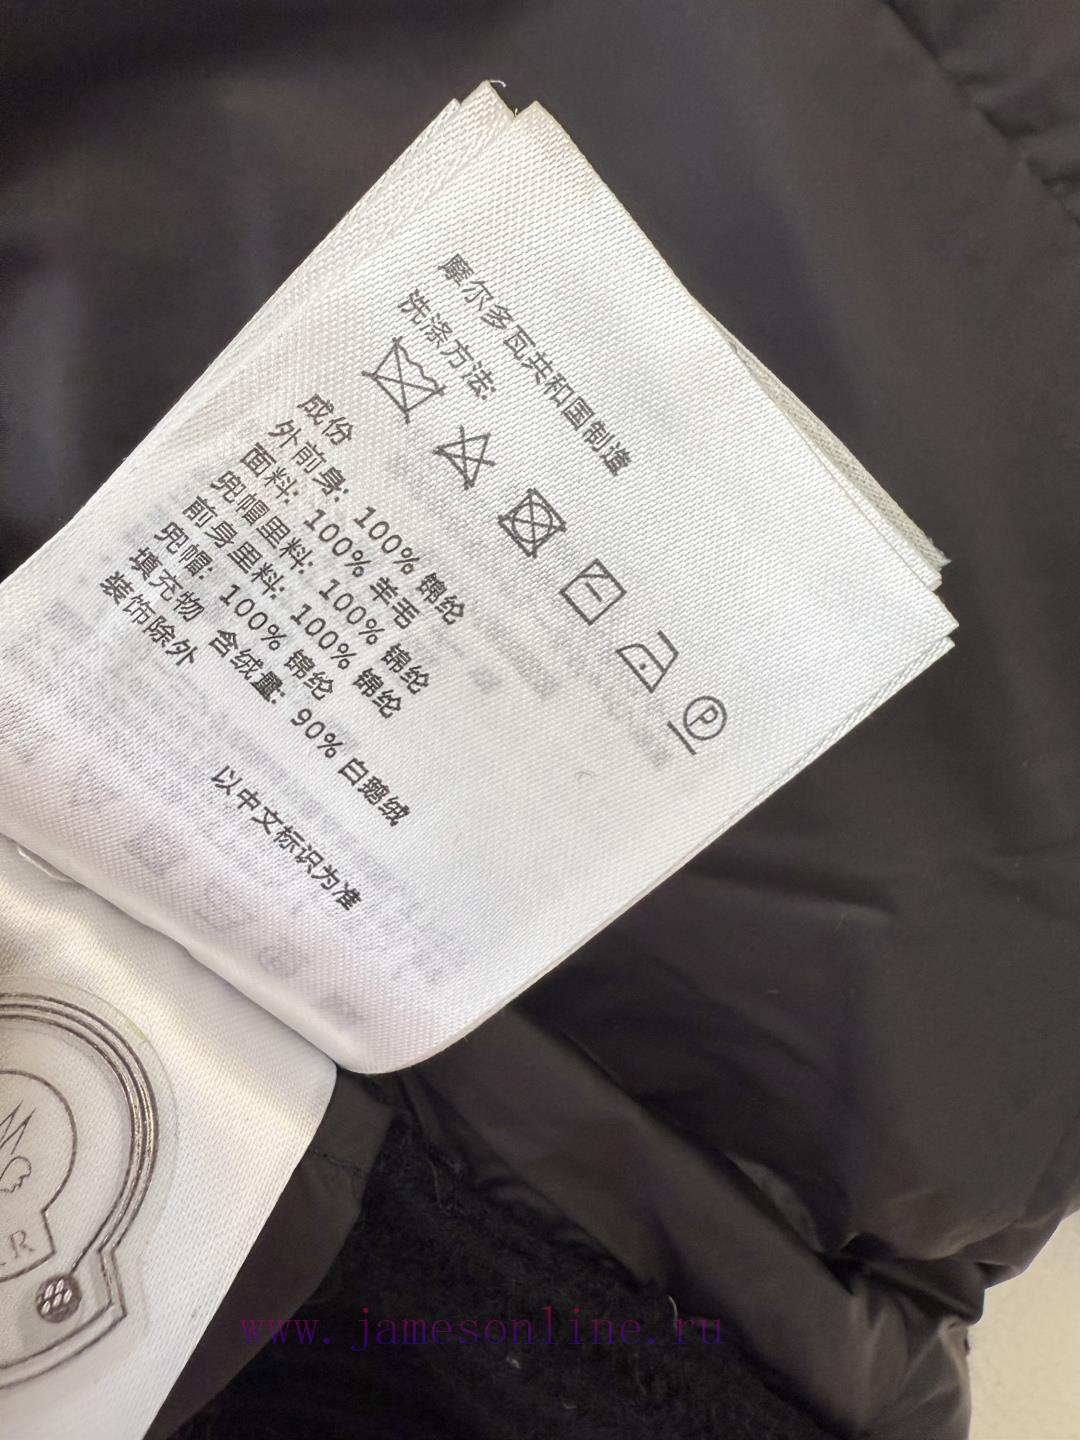 摩尔多瓦共和国制造
洗涤方法:
P
成份
外前身: 100% 锦纶
面料: 100% 羊毛
兜帽里料: 100% 锦纶
前身里料: 100% 锦纶
兜帽: 100% 锦纶
填充物 含绒量: 90% 白鹅绒
装饰除外
以中文标识为准
R
www.jamesonline.ru